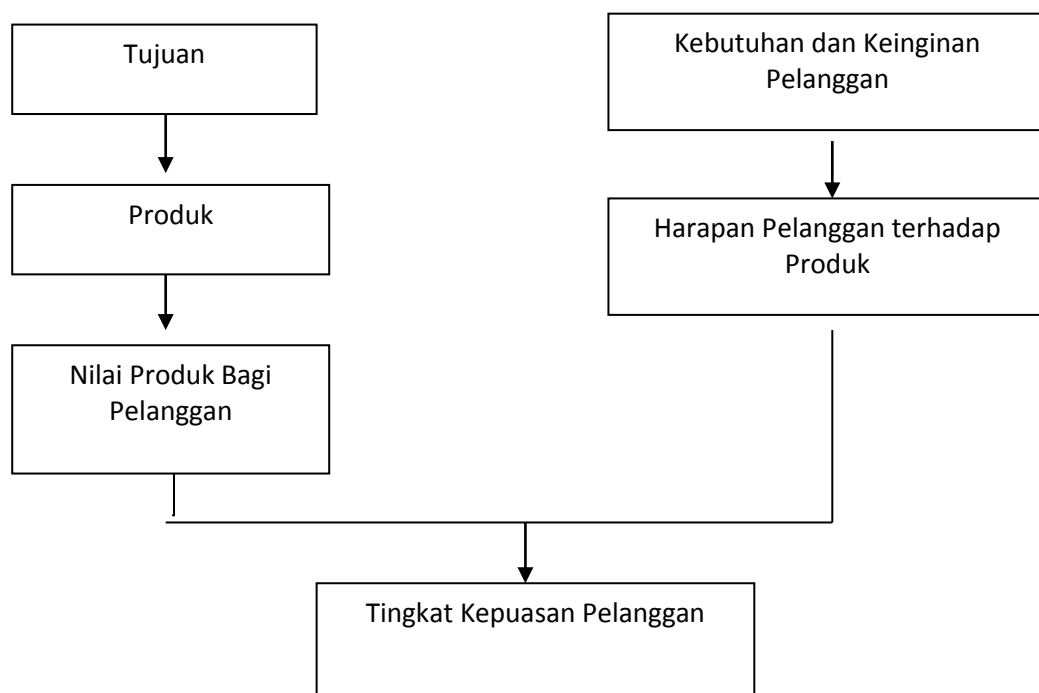 Tujuan
Kebutuhan dan Keinginan
Pelanggan
Produk
Harapan Pelanggan terhadap
Produk
Nilai Produk Bagi
Pelanggan
Tingkat Kepuasan Pelanggan